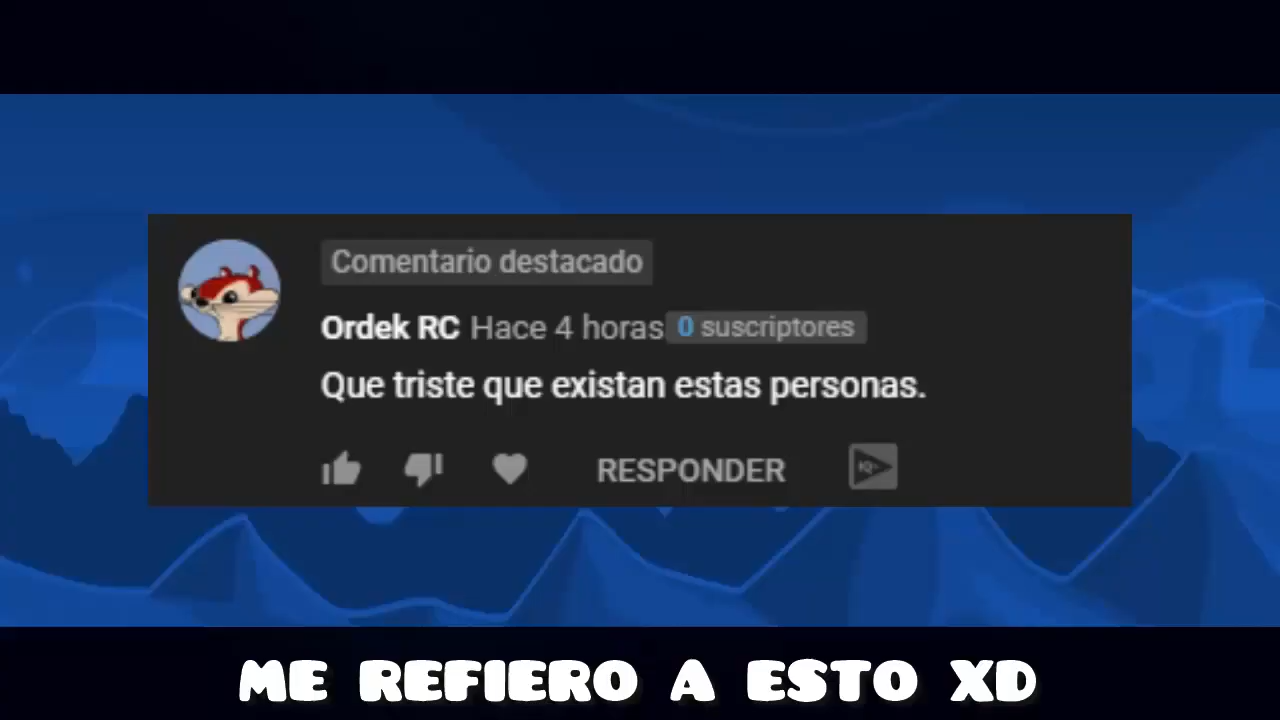 Comentario destacado
Ordek RC Hace 4 horas 0 suscriptores
Que triste que existan estas personas.
RESPONDER
ME REFIERO A ESTO XD